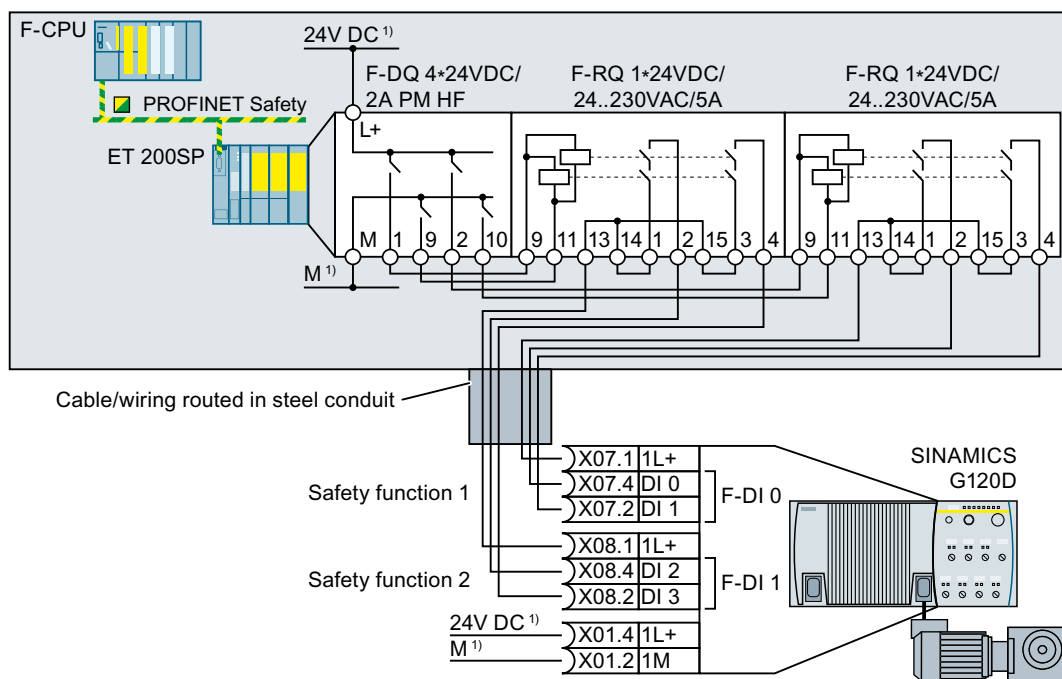 F-CPU
24V DC 1)
F-DQ 4*24VDC/
2A PM HF
F-RQ 1*24VDC/
24..230VAC/5A
F-RQ 1*24VDC/
24..230VAC/5A
PROFINET Safety
ET 200SP
L+
M 1 9 2 10 9 11 13 14 1 2 15 3 4 9 11 13 14 1 2 15 3 4
M 1)
Cable/wiring routed in steel conduit
SINAMICS
G120D
Safety function 1
X07.1 1L+
X07.4 DI 0
X07.2 DI 1
F-DI 0
Safety function 2
X08.1 1L+
X08.4 DI 2
X08.2 DI 3
F-DI 1
24V DC 1)
X01.4 1L+
M 1)
X01.2 1M